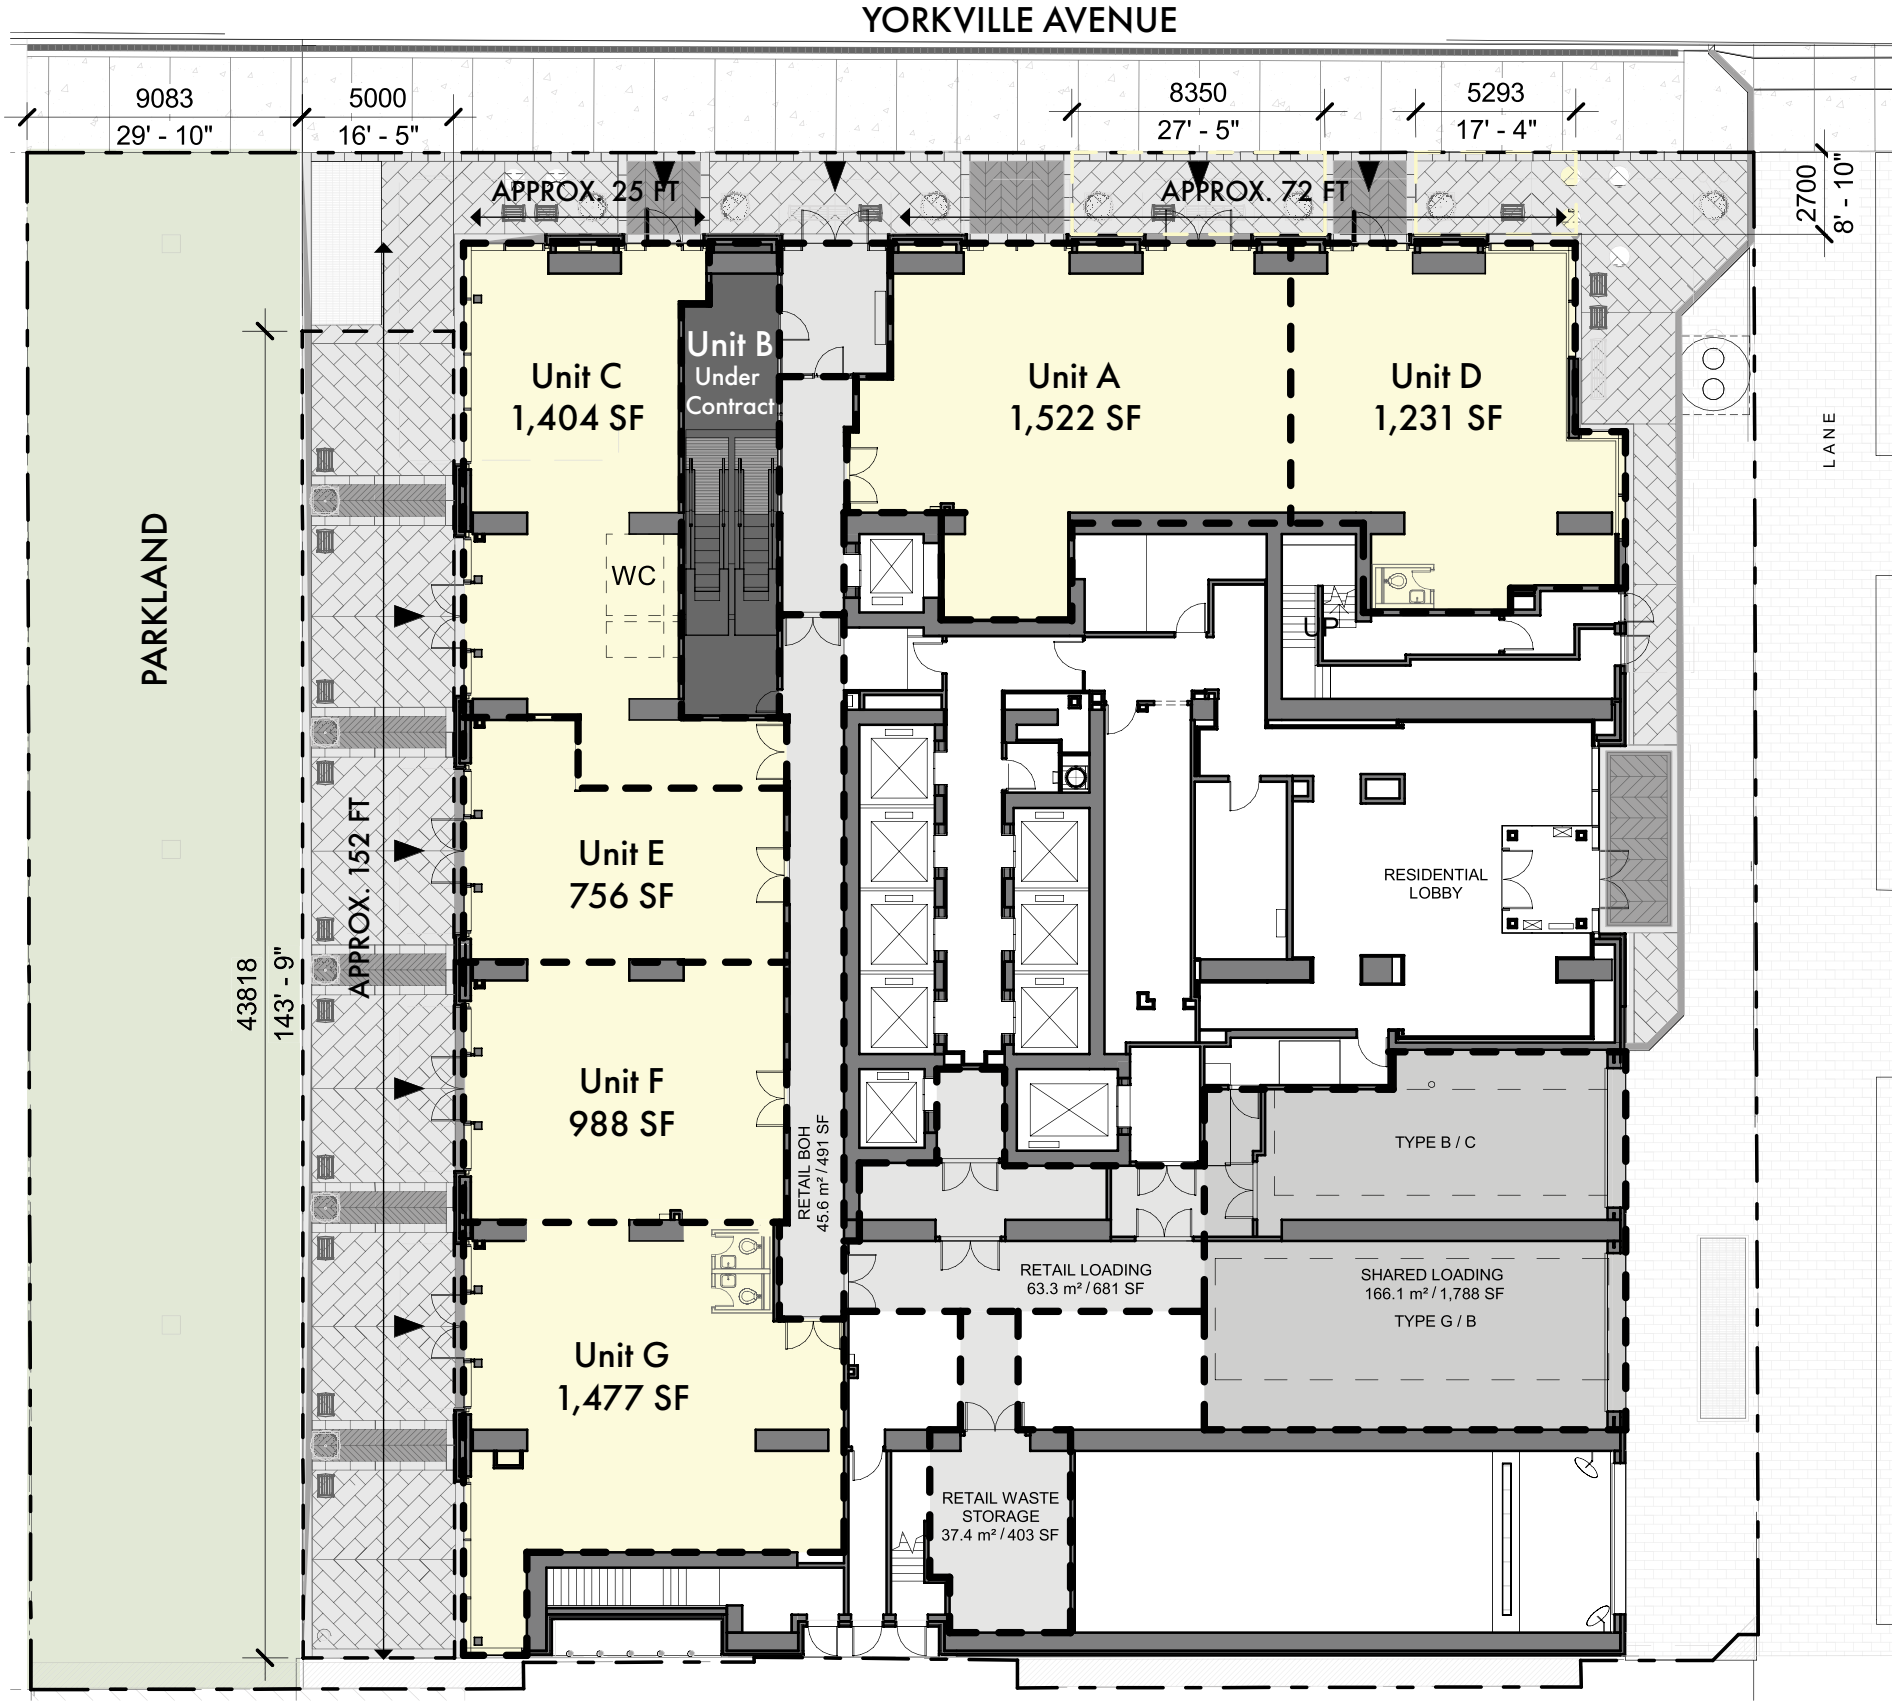 YORKVILLE AVENUE
9083
29' - 10"
5000
16' - 5"
8350
27' - 5"
5293
17' - 4"
2700
8' - 10"
APPROX. 25 FT
APPROX. 72 FT
Unit C
1,404 SF
Unit B
Under
Contract
Unit A
1,522 SF
Unit D
1,231 SF
LANE
PARKLAND
WC
UP
APPROX. 152 FT
43818
143' - 9"
Unit E
756 SF
RESIDENTIAL
LOBBY
Unit F
988 SF
RETAIL BOH
45.6 m² / 491 SF
TYPE B / C
RETAIL LOADING
63.3 m² / 681 SF
SHARED LOADING
166.1 m² / 1,788 SF
TYPE G / B
Unit G
1,477 SF
RETAIL WASTE
STORAGE
37.4 m² / 403 SF